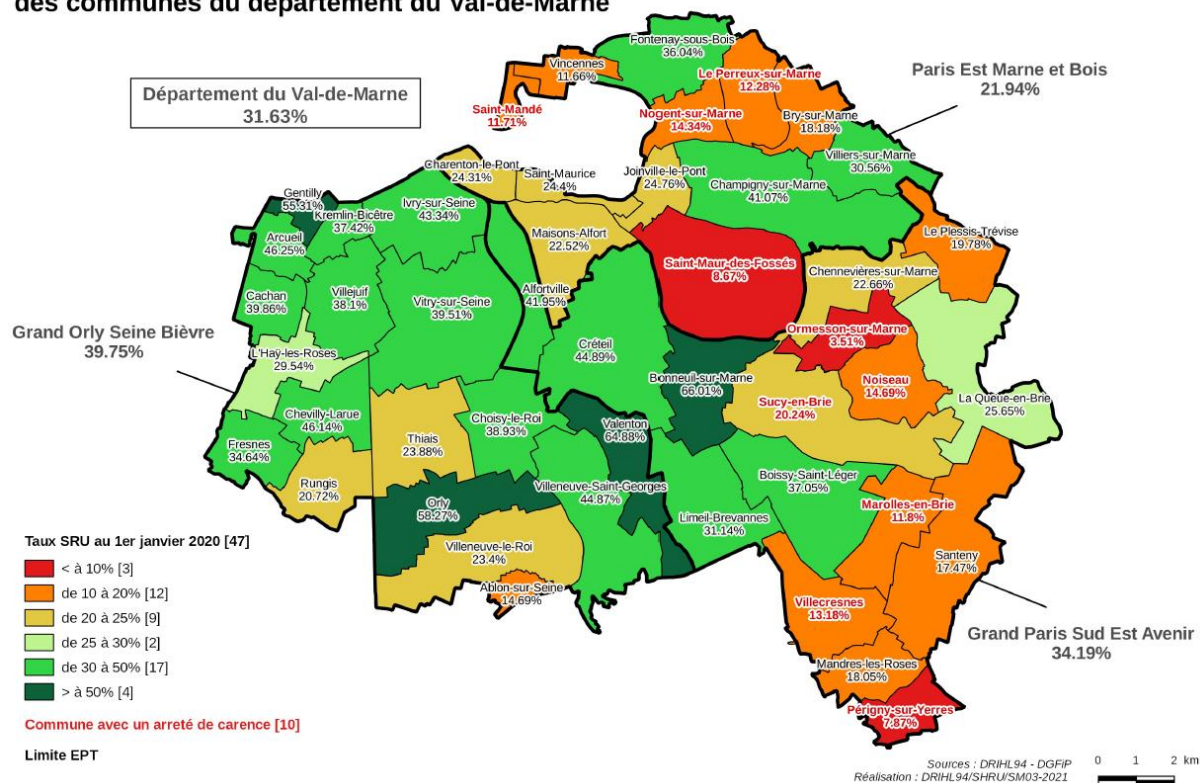 des communes du département du Val-de-Marne
Département du Val-de-Marne
31.63%
Paris Est Marne et Bois
21.94%
Grand Orly Seine Bièvre
39.75%
Grand Paris Sud Est Avenir
34.19%
Fontenay-sous-Bois
36.04%
Vincennes
11.66%
Le Perreux-sur-Marne
12.28%
Saint-Mandé
11.71%
Nogent-sur-Marne
14.34%
Bry-sur-Marne
18.18%
Villiers-sur-Marne
30.56%
Charenton-le-Pont
24.31%
Saint-Maurice
24.4%
Joinville-le-Pont
24.76%
Champigny-sur-Marne
41.07%
Gentilly
55.31%
Kremlin-Bicêtre
37.42%
Ivry-sur-Seine
43.34%
Arcueil
46.25%
Maisons-Alfort
22.52%
Le Plessis-Trévise
19.78%
Saint-Maur-des-Fossés
8.67%
Chennevières-sur-Marne
22.66%
Cachan
39.86%
Villejuif
38.1%
Vitry-sur-Seine
39.51%
Alfortville
41.95%
Ormesson-sur-Marne
3.51%
Créteil
44.89%
L'Haÿ-les-Roses
29.54%
Bonneuil-sur-Marne
66.01%
Noiseau
14.69%
Sucy-en-Brie
20.24%
La Queue-en-Brie
25.65%
Chevilly-Larue
46.14%
Choisy-le-Roi
38.93%
Valenton
64.88%
Thiais
23.88%
Fresnes
34.64%
Rungis
20.72%
Boissy-Saint-Léger
37.05%
Villeneuve-Saint-Georges
44.87%
Orly
58.27%
Marolles-en-Brie
11.8%
Limeil-Brevannes
31.14%
Villeneuve-le-Roi
23.4%
Santeny
17.47%
Ablon-sur-Seine
14.69%
Villecresnes
13.18%
Mandres-les-Roses
18.05%
Périgny-sur-Yerres
7.87%
Taux SRU au 1er janvier 2020 [47]
< à 10% [3]
de 10 à 20% [12]
de 20 à 25% [9]
de 25 à 30% [2]
de 30 à 50% [17]
> à 50% [4]
Commune avec un arreté de carence [10]
Limite EPT
Sources : DRIHL94 - DGFiP
Réalisation : DRIHL94/SHRU/SM03-2021
0 1 2 km